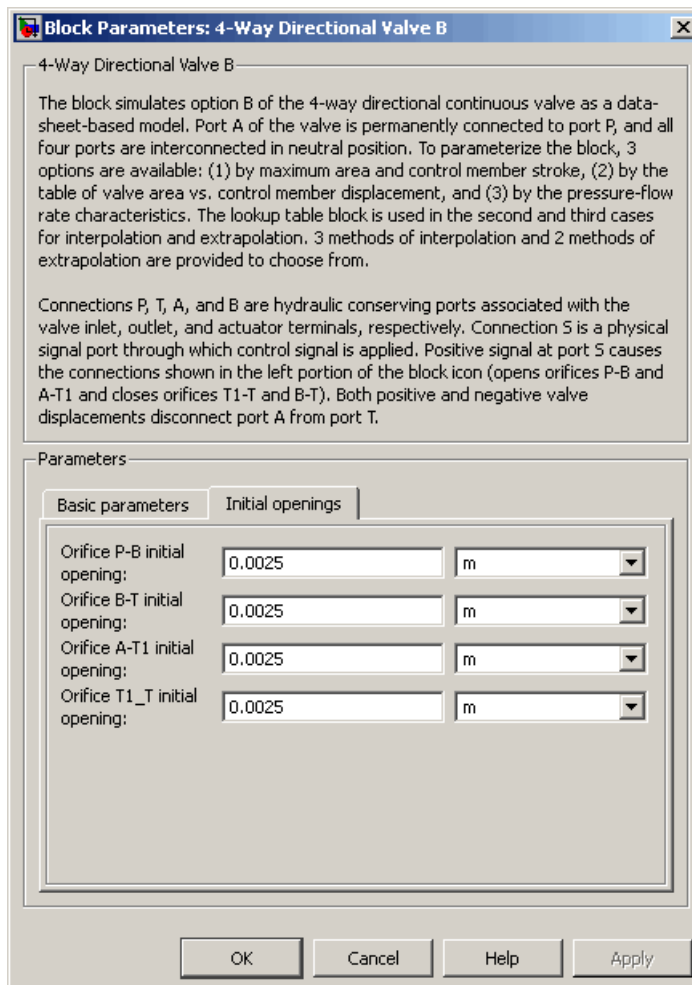 Block Parameters: 4-Way Directional Valve B
4-Way Directional Valve B
The block simulates option B of the 4-way directional continuous valve as a data-
sheet-based model. Port A of the valve is permanently connected to port P, and all
four ports are interconnected in neutral position. To parameterize the block, 3
options are available: (1) by maximum area and control member stroke, (2) by the
table of valve area vs. control member displacement, and (3) by the pressure-flow
rate characteristics. The lookup table block is used in the second and third cases
for interpolation and extrapolation. 3 methods of interpolation and 2 methods of
extrapolation are provided to choose from.
Connections P, T, A, and B are hydraulic conserving ports associated with the
valve inlet, outlet, and actuator terminals, respectively. Connection S is a physical
signal port through which control signal is applied. Positive signal at port S causes
the connections shown in the left portion of the block icon (opens orifices P-B and
A-T1 and closes orifices T1-T and B-T). Both positive and negative valve
displacements disconnect port A from port T.
Parameters
Basic parameters
Initial openings
Orifice P-B initial
opening:
0.0025
m
Orifice B-T initial
opening:
0.0025
m
Orifice A-T1 initial
opening:
0.0025
m
Orifice T1_T initial
opening:
0.0025
m
OK
Cancel
Help
Apply